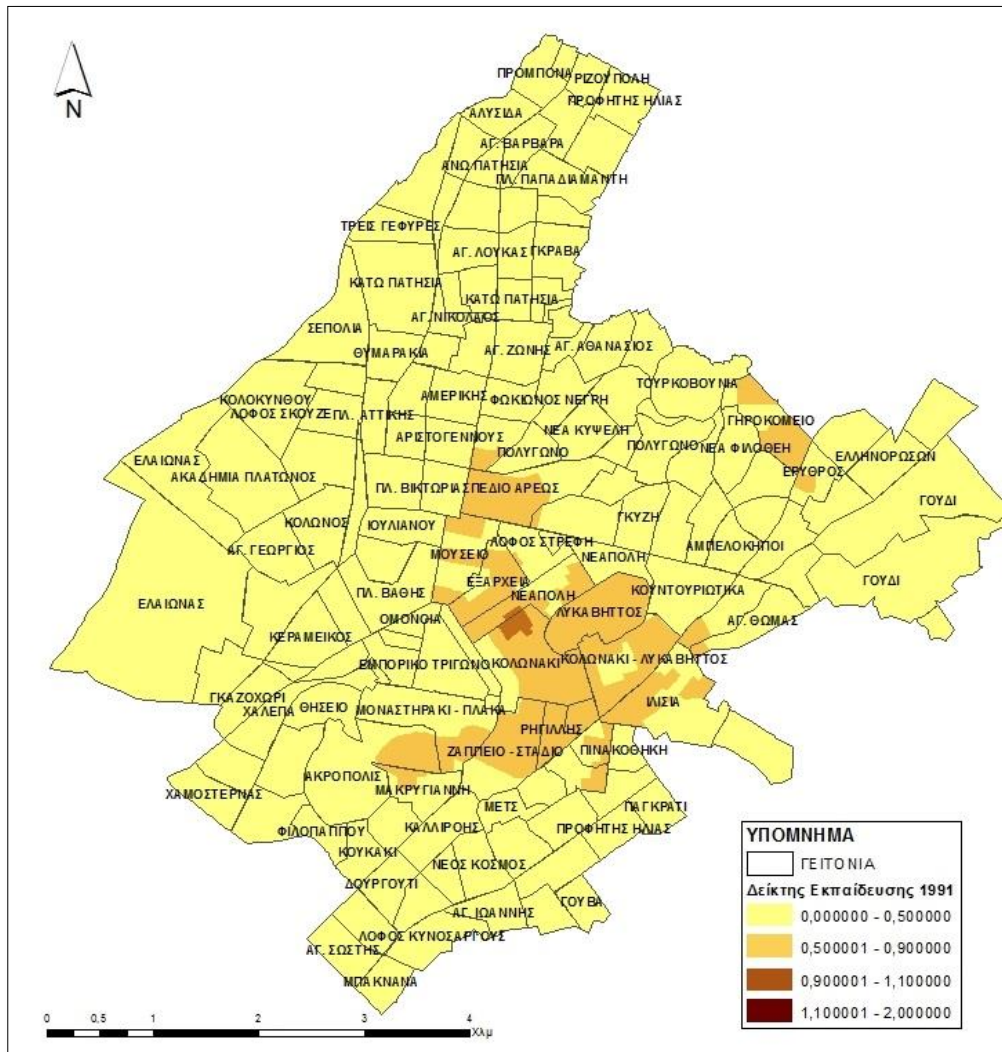 ΠΡΟΜΠΟΝΑ
ΡΙΖΟΥΠΟΛΗ
ΠΡΟΦΗΤΗΣ ΗΛΙΑΣ
ΑΛΥΣΙΔΑ
ΑΓ. ΒΑΡΒΑΡΑ
ΑΝΩ ΠΑΤΗΣΙΑ
ΠΛ. ΠΑΠΑΔΙΑΜΑΝΤΗ
N
ΤΡΕΙΣ ΓΕΦΥΡΕΣ
ΑΓ. ΛΟΥΚΑΣ
ΓΚΡΑΒΑ
ΚΑΤΩ ΠΑΤΗΣΙΑ
ΚΑΤΩ ΠΑΤΗΣΙΑ
ΑΓ. ΝΙΚΟΛΑΟΣ
ΣΕΠΟΛΙΑ
ΘΥΜΑΡΑΚΙΑ
ΑΓ. ΖΩΝΗΣ
ΑΓ. ΑΘΑΝΑΣΙΟΣ
ΤΟΥΡΚΟΒΟΥΝΙΑ
ΚΟΛΟΚΥΝΘΟΥ
ΛΟΦΟΣ ΣΚΟΥΖΕ
ΠΛ. ΑΤΤΙΚΗΣ
ΑΜΕΡΙΚΗΣ
ΦΩΚΙΩΝΟΣ ΝΕΓΡΗ
ΓΗΡΟΚΟΜΕΙΟ
ΑΡΙΣΤΟΓΕΝΝΟΥΣ
ΝΕΑ ΚΥΨΕΛΗ
ΠΟΛΥΓΩΝΟ
ΠΟΛΥΓΩΝΟ
ΝΕΑ ΦΙΛΟΘΕΗ
ΕΛΛΗΝΟΡΩΣΩΝ
ΕΛΑΙΩΝΑΣ
ΕΡΥΘΡΟΣ
ΑΚΑΔΗΜΙΑ ΠΛΑΤΩΝΟΣ
ΠΛ. ΒΙΚΤΩΡΙΑΣ
ΠΕΔΙΟ ΑΡΕΩΣ
ΓΟΥΔΙ
ΚΟΛΩΝΟΣ
ΙΟΥΛΙΑΝΟΥ
ΓΚΥΖΗ
ΑΓ. ΓΕΩΡΓΙΟΣ
ΜΟΥΣΕΙΟ
ΛΟΦΟΣ ΣΤΡΕΦΗ
ΝΕΑΠΟΛΗ
ΑΜΠΕΛΟΚΗΠΟΙ
ΓΟΥΔΙ
ΕΞΑΡΧΕΙΑ
ΕΛΑΙΩΝΑΣ
ΠΛ. ΒΑΘΗΣ
ΝΕΑΠΟΛΗ
ΚΟΥΝΤΟΥΡΙΩΤΙΚΑ
ΛΥΚΑΒΗΤΤΟΣ
ΟΜΟΝΟΙΑ
ΑΓ. ΘΩΜΑΣ
ΚΕΡΑΜΕΙΚΟΣ
ΕΜΠΟΡΙΚΟ ΤΡΙΓΩΝΟ
ΚΟΛΩΝΑΚΙ
ΚΟΛΩΝΑΚΙ - ΛΥΚΑΒΗΤΤΟΣ
ΓΚΑΖΟΧΩΡΙ
ΧΑΛΕΠΑ
ΘΗΣΕΙΟ
ΜΟΝΑΣΤΗΡΑΚΙ - ΠΛΑΚΑ
ΙΛΙΣΙΑ
ΡΗΓΙΛΛΗΣ
ΖΑΠΠΕΙΟ - ΣΤΑΔΙΟ
ΠΙΝΑΚΟΘΗΚΗ
ΑΚΡΟΠΟΛΙΣ
ΜΑΚΡΥΓΙΑΝΝΗ
ΧΑΜΟΣΤΕΡΝΑΣ
ΜΕΤΣ
ΠΑΓΚΡΑΤΙ
ΦΙΛΟΠΑΠΠΟΥ
ΚΑΛΛΙΡΟΗΣ
ΠΡΟΦΗΤΗΣ ΗΛΙΑΣ
ΚΟΥΚΑΚΙ
ΝΕΟΣ ΚΟΣΜΟΣ
ΔΟΥΡΓΟΥΤΙ
ΓΟΥΒΑ
ΑΓ. ΙΩΑΝΝΗΣ
ΛΟΦΟΣ ΚΥΝΟΣΑΡΓΟΥΣ
ΑΓ. ΣΩΣΤΗΣ
ΜΠΑΚΝΑΝΑ
ΥΠΟΜΝΗΜΑ
ΓΕΙΤΟΝΙΑ
Δείκτης Εκπαίδευσης 1991
0,000000 - 0,500000
0,500001 - 0,900000
0,900001 - 1,100000
1,100001 - 2,000000
0 0,5 1 2 3 4
Χλμ